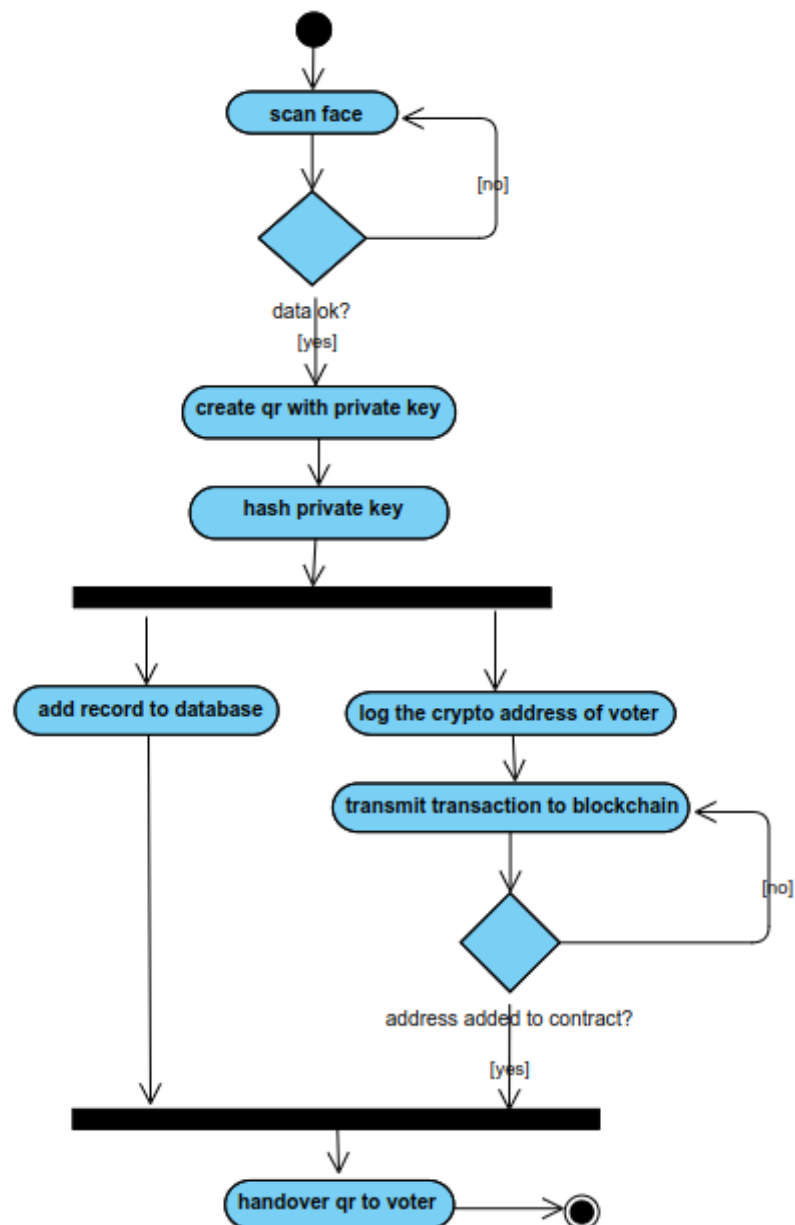 scan face
[no]
data ok?
[yes]
create qr with private key
hash private key
add record to database
log the crypto address of voter
transmit transaction to blockchain
[no]
address added to contract?
[yes]
handover qr to voter